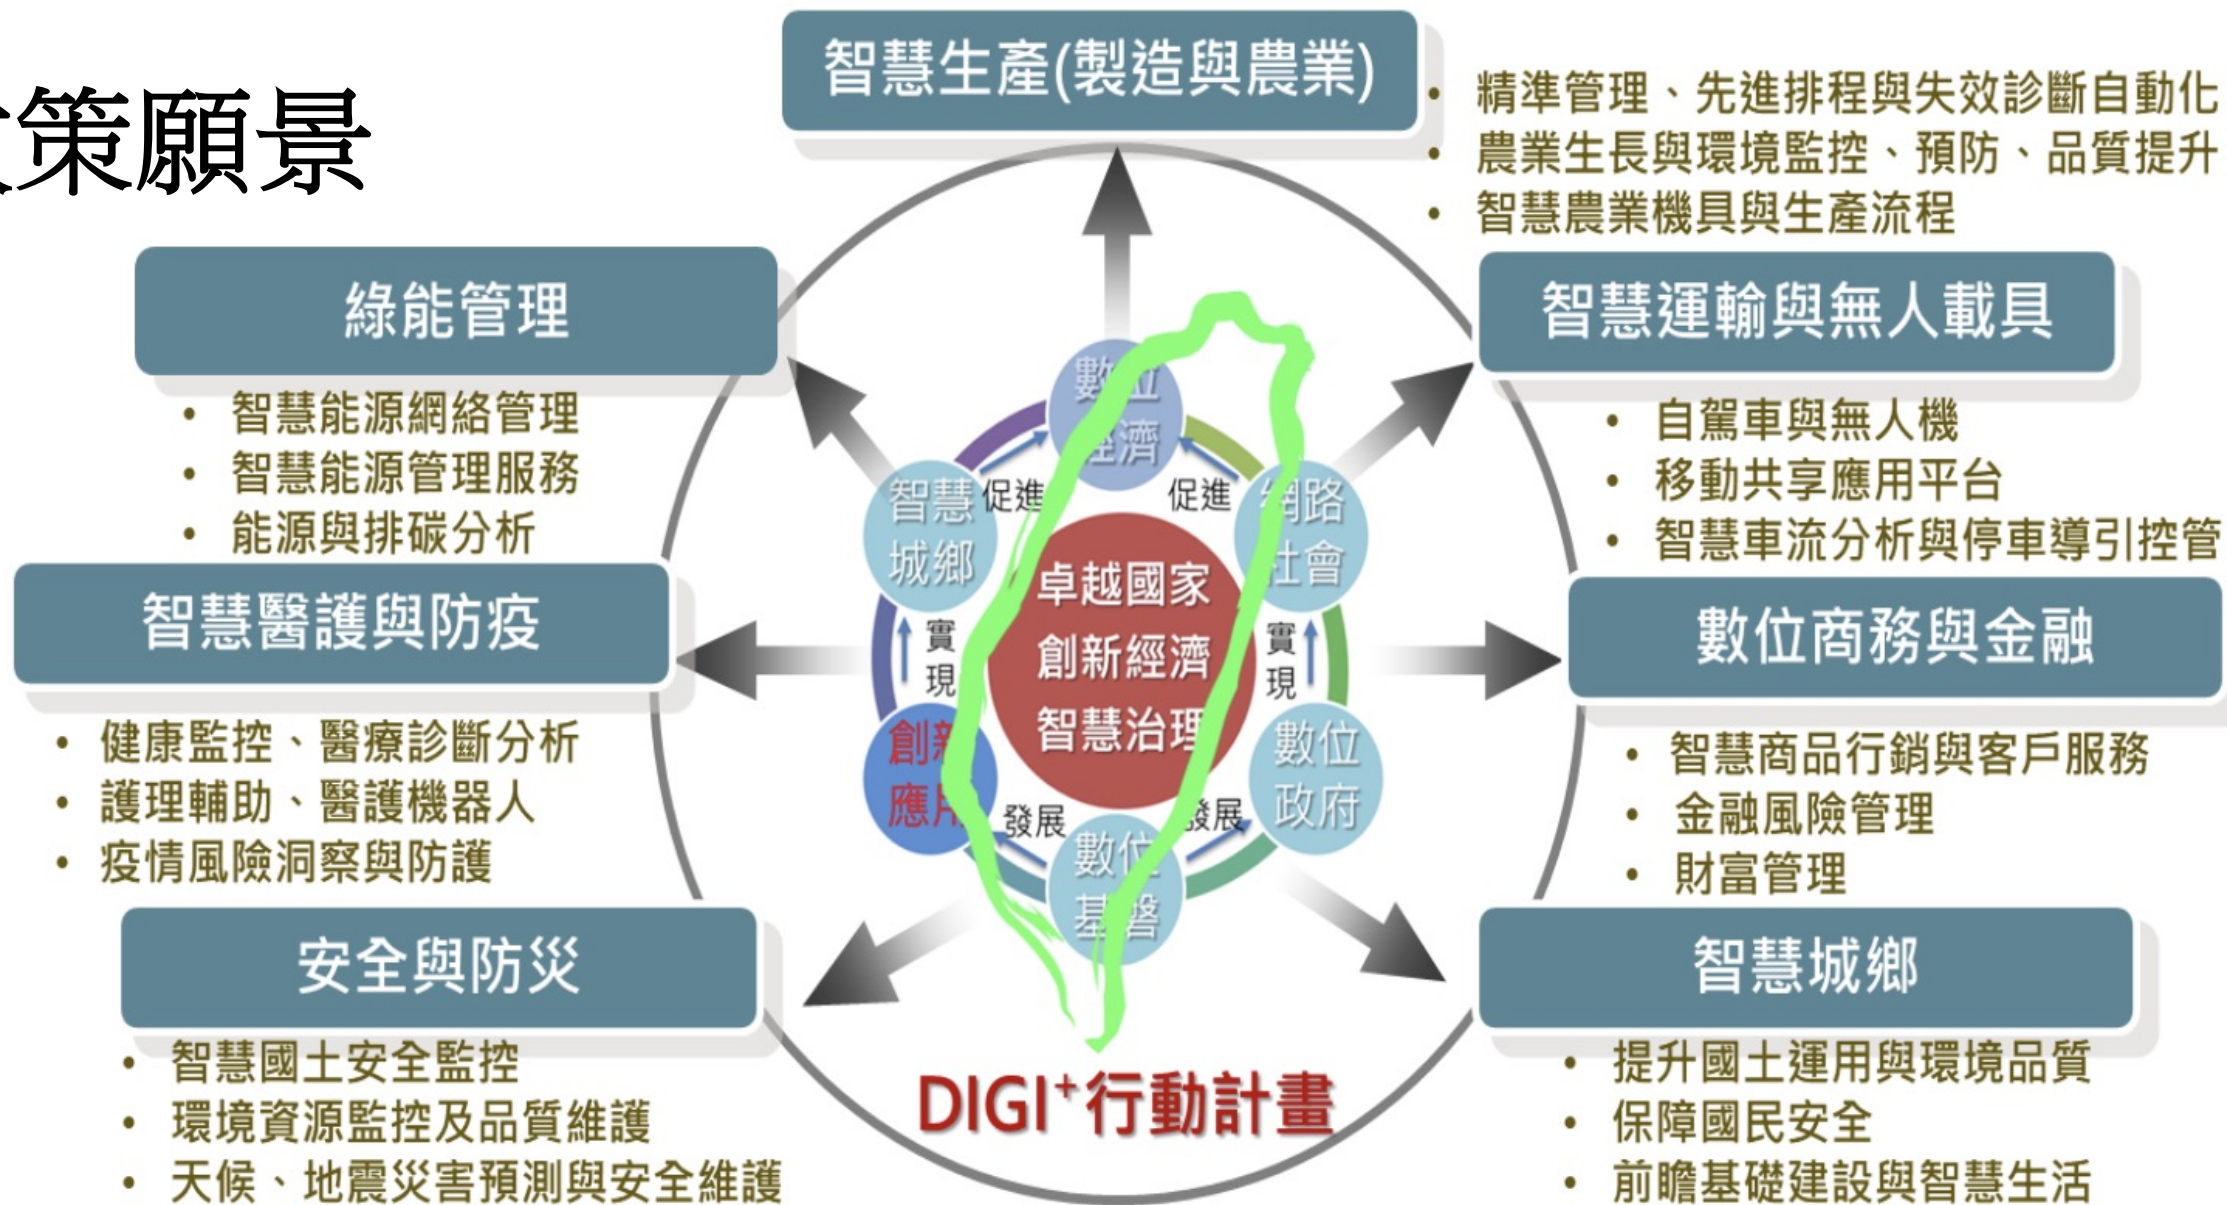 策願景
智慧生產(製造與農業)
• 精準管理、先進排程與失效診斷自動化
• 農業生長與環境監控、預防、品質提升
• 智慧農業機具與生產流程
綠能管理
• 智慧能源網絡管理
• 智慧能源管理服務
• 能源與排碳分析
智慧運輸與無人載具
• 自駕車與無人機
• 移動共享應用平台
• 智慧車流分析與停車導引控管
智慧醫護與防疫
• 健康監控、醫療診斷分析
• 護理輔助、醫護機器人
• 疫情風險洞察與防護
數位商務與金融
• 智慧商品行銷與客戶服務
• 金融風險管理
• 財富管理
安全與防災
• 智慧國土安全監控
• 環境資源監控及品質維護
• 天候、地震災害預測與安全維護
智慧城鄉
• 提升國土運用與環境品質
• 保障國民安全
• 前瞻基礎建設與智慧生活
數位
經濟
促進
促進
智慧
城鄉
網路
社會
卓越國家
創新經濟
智慧治理
實
現
實
現
創新
應用
數位
政府
發展
發展
數位
基磐
DIGI⁺行動計畫